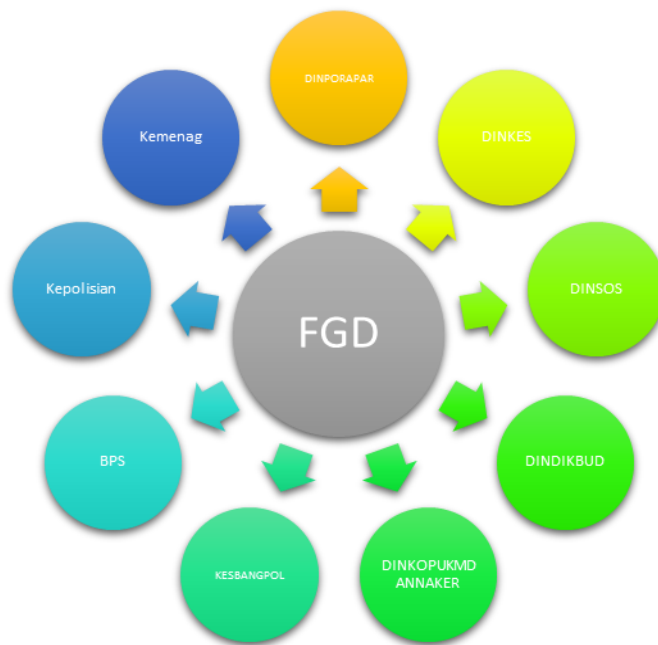 DINPORAPAR
Kemenag
DINKES
Kepolisian
DINSOS
FGD
BPS
DINDIKBUD
KESBANGPOL
DINKOPUKMD
ANNAKER